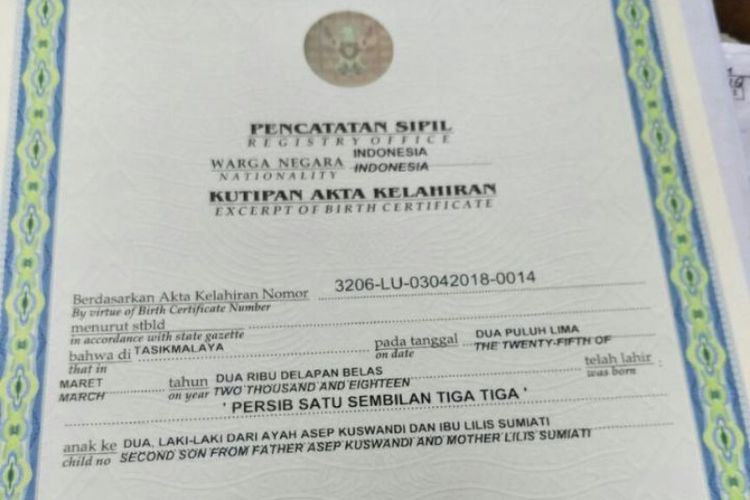 PENCATATAN SIPIL
REGISTRY OFFICE
WARGA NEGARA INDONESIA
NATIONALITY INDONESIA
KUTIPAN AKTA KELAHIRAN
EXCERPT OF BIRTH CERTIFICATE
Berdasarkan Akta Kelahiran Nomor 3206-LU-03042018-0014
By virtue of Birth Certificate Number
menurut stbld
in accordance with state gazette
bahwa di TASIKMALAYA pada tanggal DUA PULUH LIMA
that in on date THE TWENTY-FIFTH OF
MARET tahun DUA RIBU DELAPAN BELAS telah lahir :
MARCH on year TWO THOUSAND AND EIGHTEEN was born
' PERSIB SATU SEMBILAN TIGA TIGA '
anak ke DUA, LAKI-LAKI DARI AYAH ASEP KUSWANDI DAN IBU LILIS SUMIATI
child no SECOND SON FROM FATHER ASEP KUSWANDI AND MOTHER LILIS SUMIATI